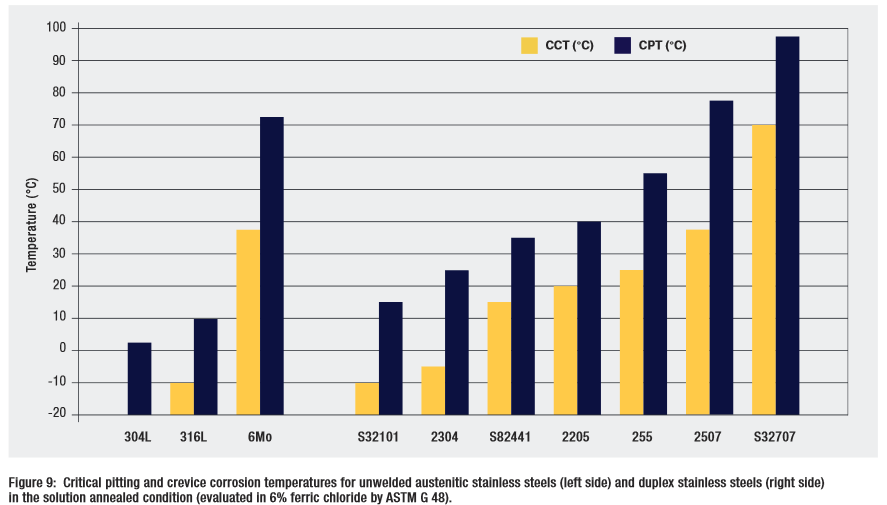 100
90
80
70
60
50
40
30
20
10
0
-10
-20
Temperature (°C)
CCT (°C) CPT (°C)
304L 316L 6Mo S32101 2304 S82441 2205 255 2507 S32707
Figure 9: Critical pitting and crevice corrosion temperatures for unwelded austenitic stainless steels (left side) and duplex stainless steels (right side)
in the solution annealed condition (evaluated in 6% ferric chloride by ASTM G 48).